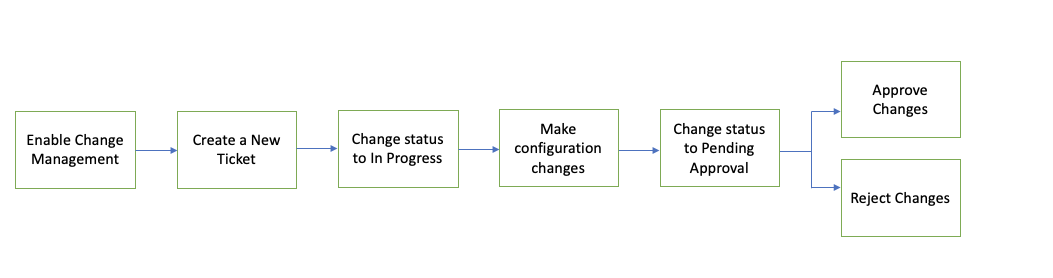 Enable Change
Management
Create a New
Ticket
Change status
to In Progress
Make
configuration
changes
Change status
to Pending
Approval
Approve
Changes
Reject Changes